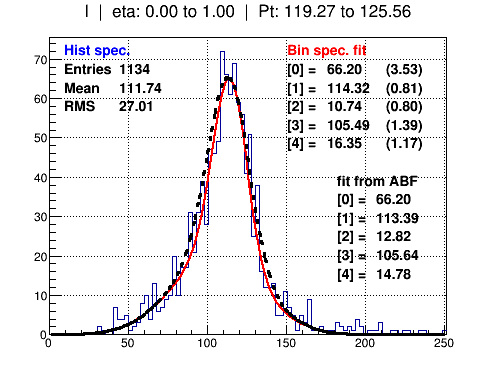 I | eta: 0.00 to 1.00 | Pt: 119.27 to 125.56
Hist spec.
Entries 1134
Mean 111.74
RMS 27.01
Bin spec. fit
[0] = 66.20 (3.53)
[1] = 114.32 (0.81)
[2] = 10.74 (0.80)
[3] = 105.49 (1.39)
[4] = 16.35 (1.17)
fit from ABF
[0] = 66.20
[1] = 113.39
[2] = 12.82
[3] = 105.64
[4] = 14.78
70
60
50
40
30
20
10
0
0 50 100 150 200 250